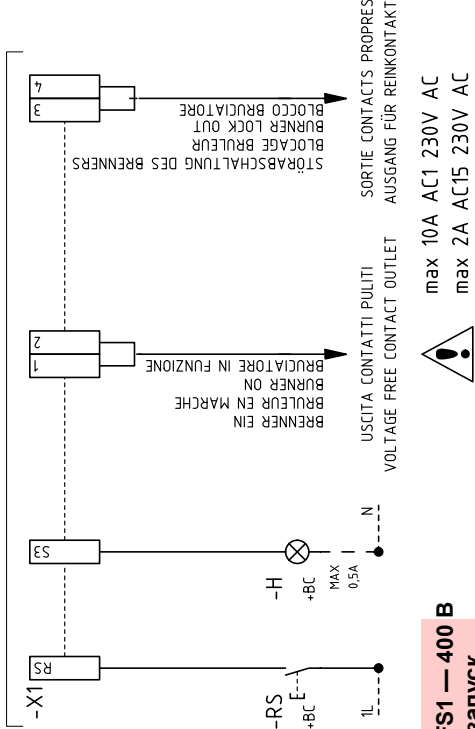 -X1
RS
S3
1
2
3
4
-RS
+BC
1L
-H
+BC
MAX
0,5A
N
BRENNER EIN
BRULEUR EN MARCHE
BURNER ON
BRUCIATORE IN FUNZIONE
USCITA CONTATTI PULITI
VOLTAGE FREE CONTACT OUTLET
STÖRABSCHALTUNG DES BRENNERS
BLOCAGE BRULEUR
BURNER LOCK OUT
BLOCCO BRUCIATORE
SORTIE CONTACTS PROPRES
AUSGANG FÜR REINKONTAKT
max 10A AC1 230V AC
max 2A AC15 230V AC
FS1 — 400 В